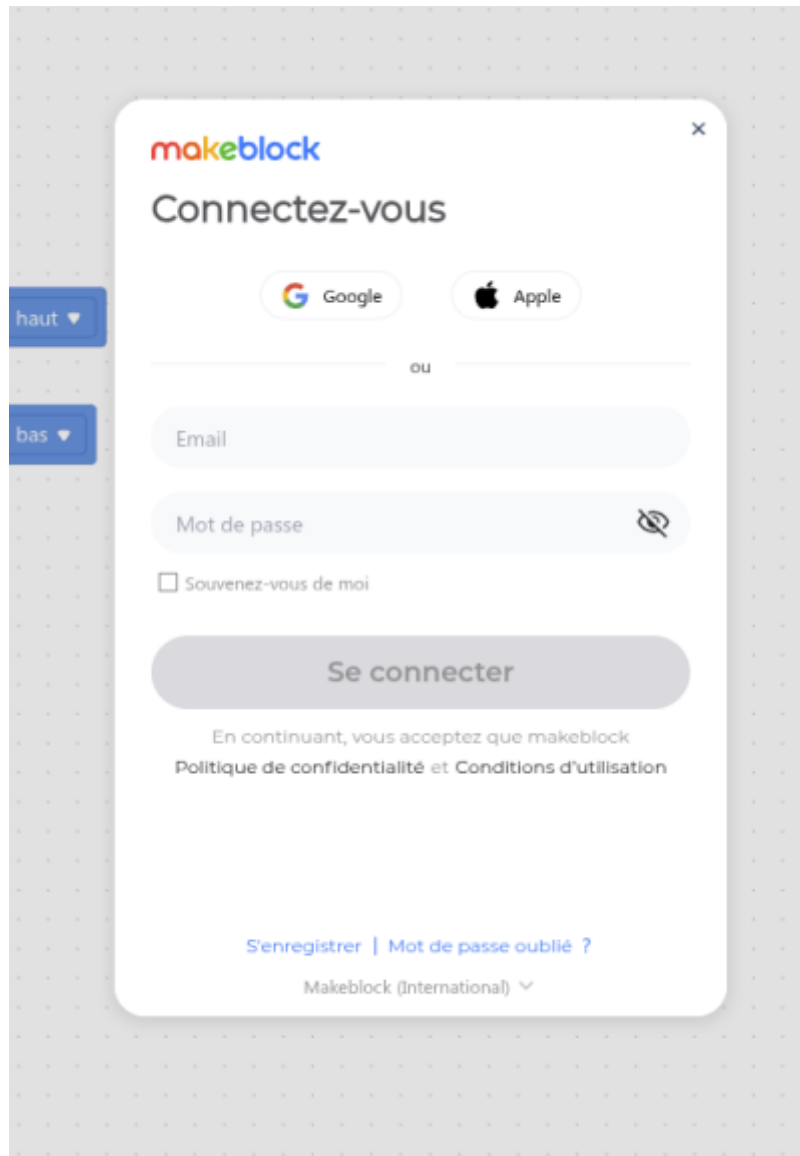 makeblock
Connectez-vous
Google
Apple
haut
ou
bas
Email
Mot de passe
Souvenez-vous de moi
Se connecter
En continuant, vous acceptez que makeblock
Politique de confidentialité et Conditions d'utilisation
S'enregistrer | Mot de passe oublié ?
Makeblock (International)